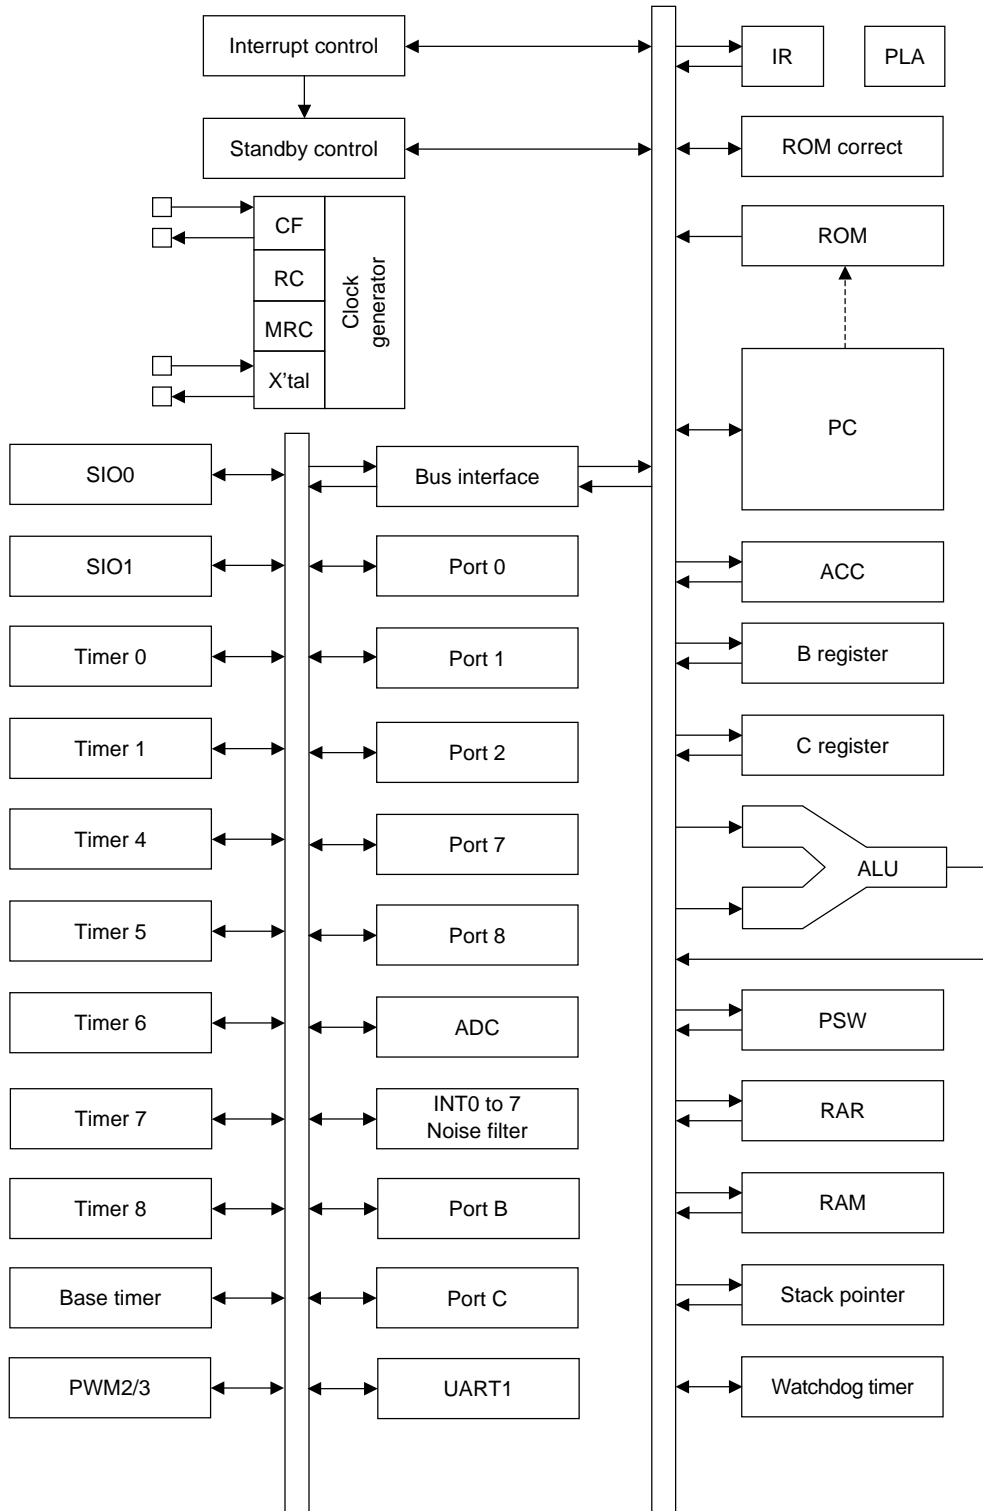 Interrupt control
IR
PLA
Standby control
ROM correct
CF
RC
MRC
X'tal
Clock
generator
ROM
PC
SIO0
Bus interface
SIO1
Port 0
ACC
Timer 0
Port 1
B register
Timer 1
Port 2
C register
Timer 4
Port 7
ALU
Timer 5
Port 8
Timer 6
ADC
PSW
Timer 7
INT0 to 7
Noise filter
RAR
Timer 8
Port B
RAM
Base timer
Port C
Stack pointer
PWM2/3
UART1
Watchdog timer